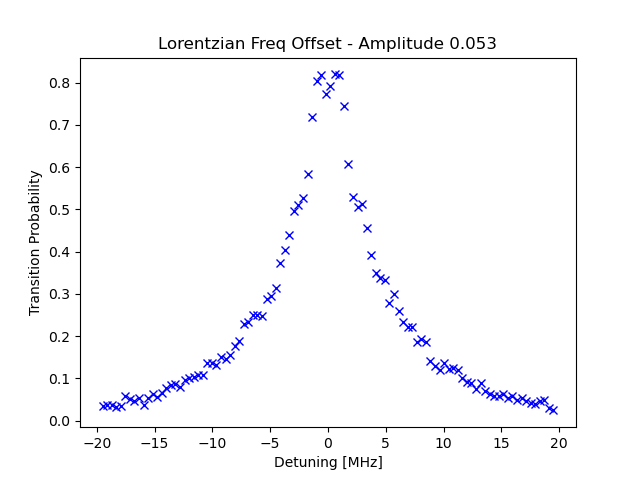 Lorentzian Freq Offset - Amplitude 0.053
Transition Probability
0.8
0.7
0.6
0.5
0.4
0.3
0.2
0.1
0.0
−20 −15 −10 −5 0 5 10 15 20
Detuning [MHz]